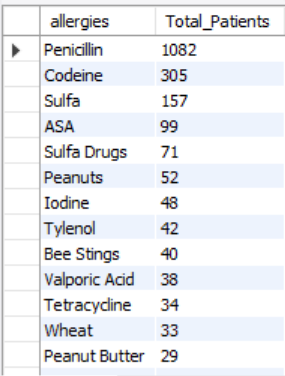 allergies Total_Patients
Penicillin 1082
Codeine 305
Sulfa 157
ASA 99
Sulfa Drugs 71
Peanuts 52
Iodine 48
Tylenol 42
Bee Stings 40
Valporic Acid 38
Tetracycline 34
Wheat 33
Peanut Butter 29